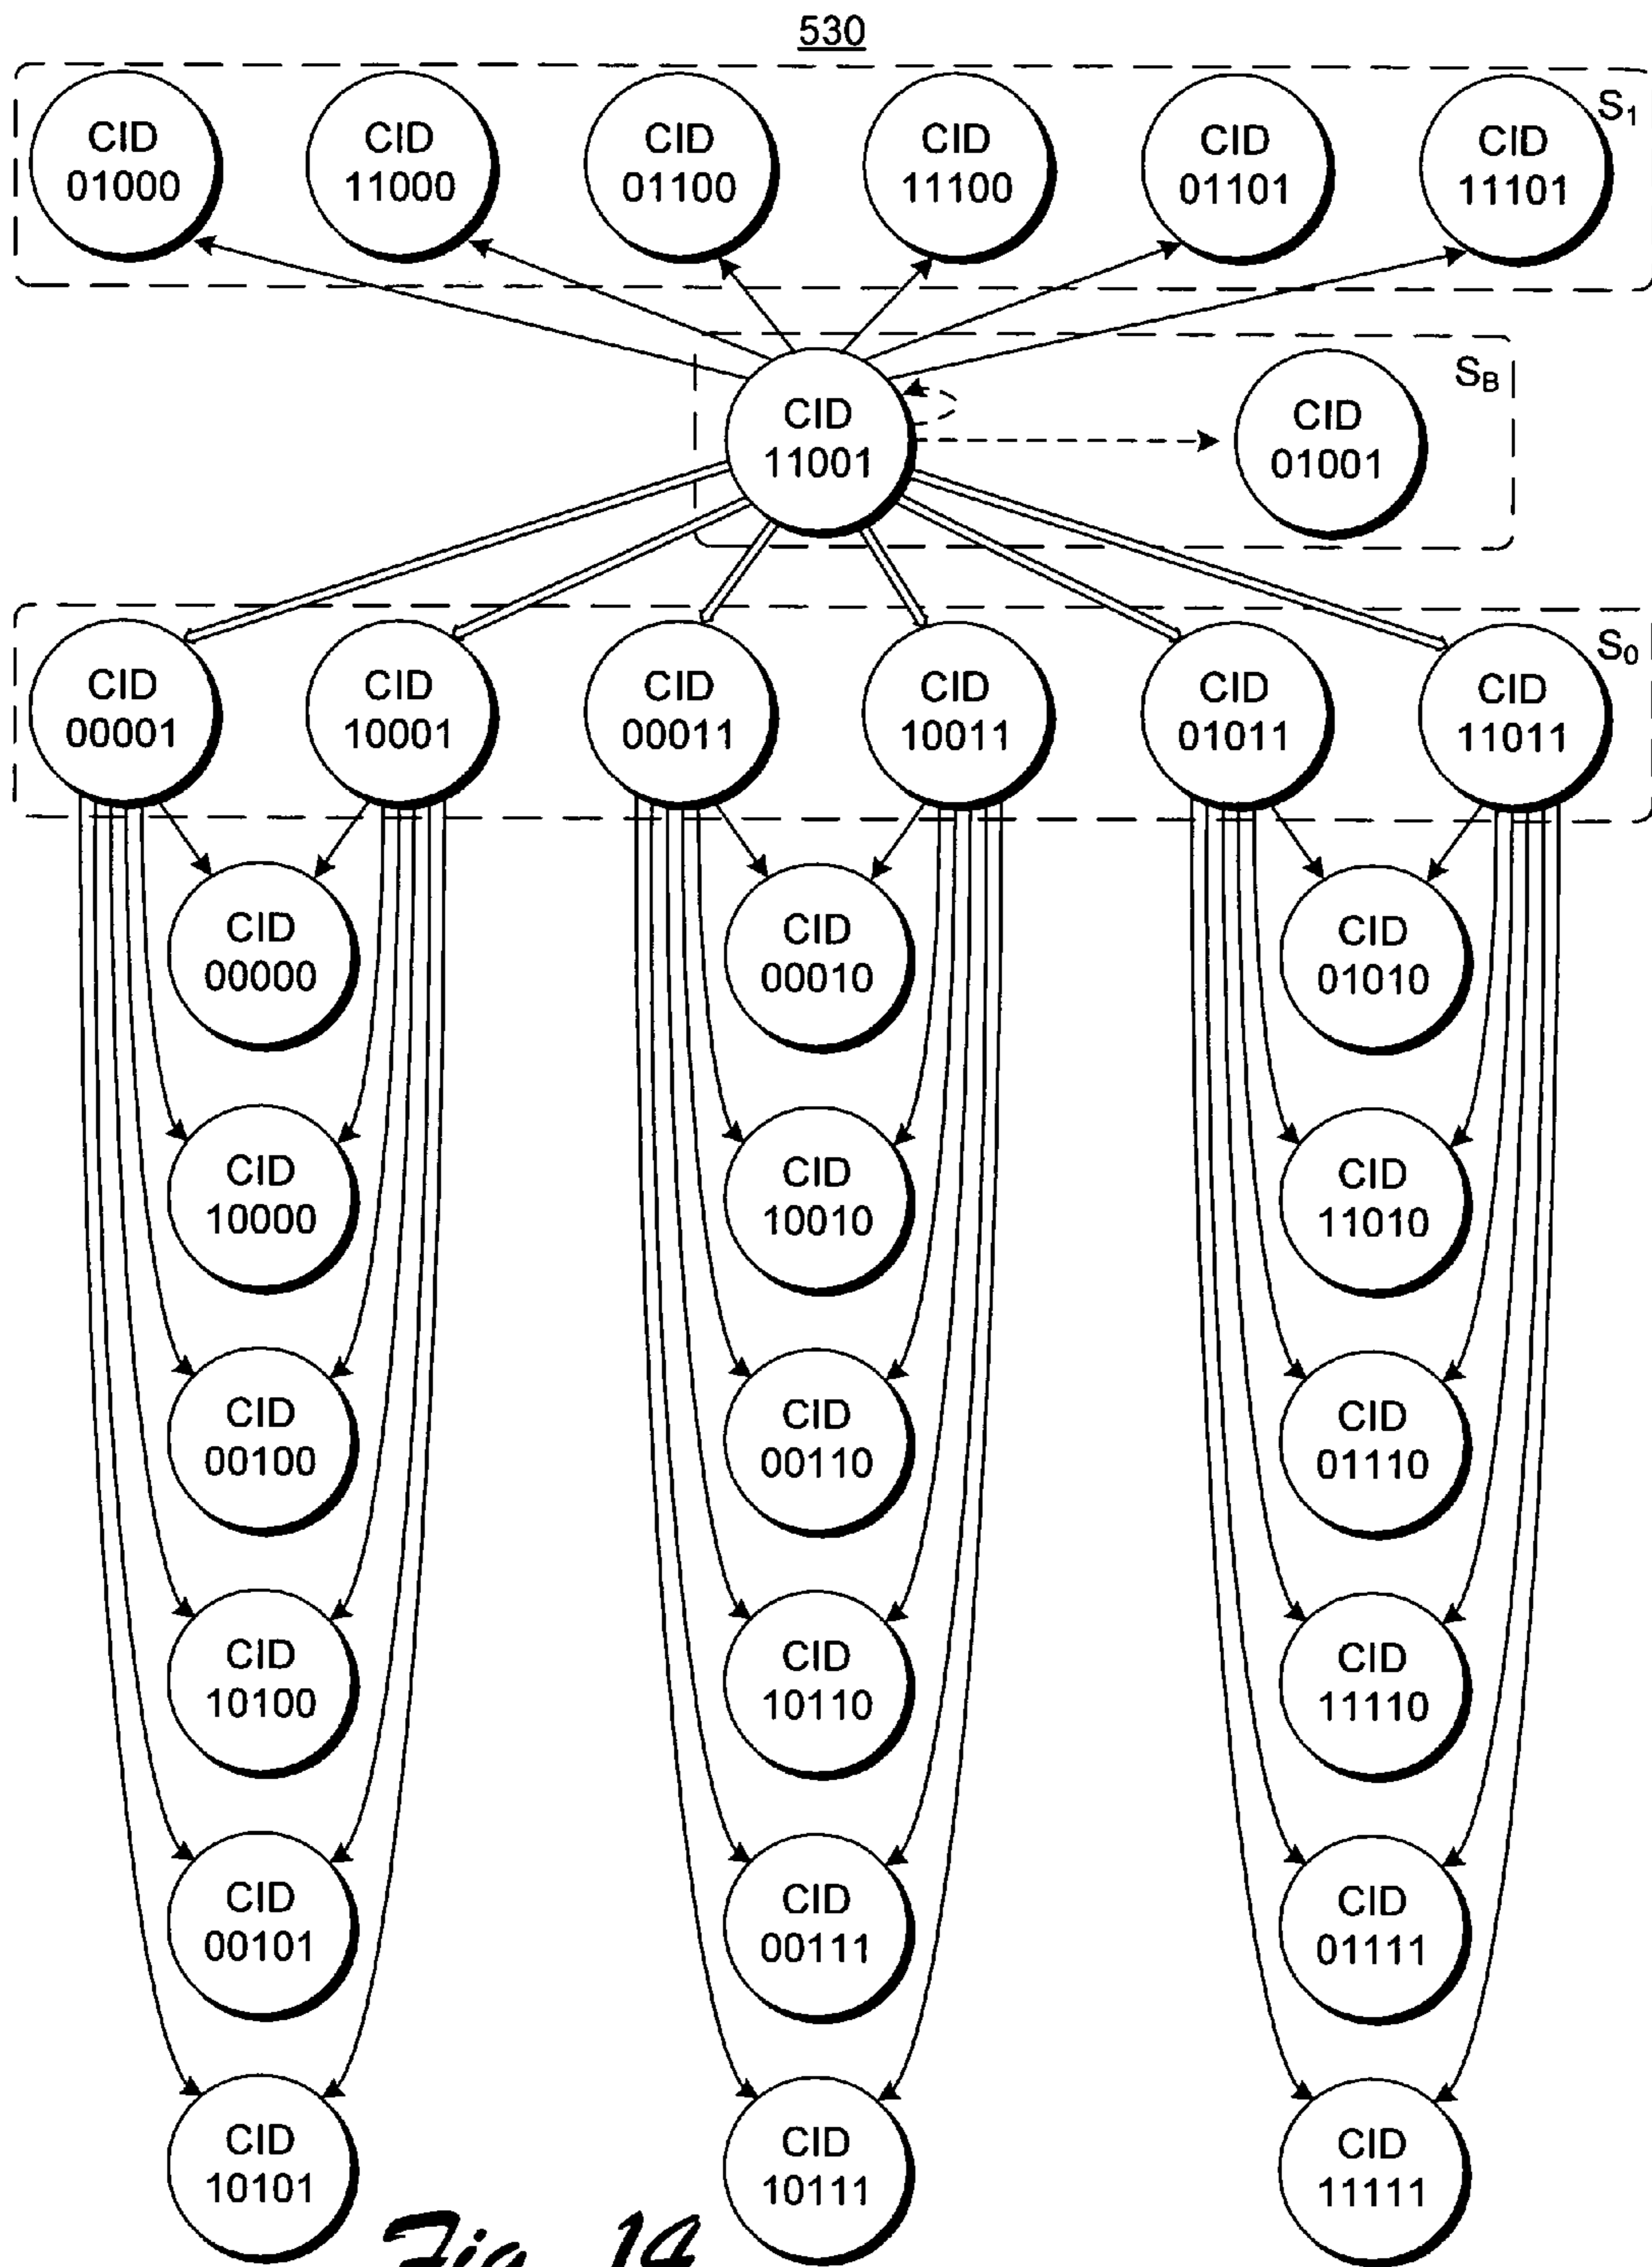 530
S₁
CID
01000
CID
11000
CID
01100
CID
11100
CID
01101
CID
11101
S_B
CID
11001
CID
01001
S₀
CID
00001
CID
10001
CID
00011
CID
10011
CID
01011
CID
11011
CID
00000
CID
00010
CID
01010
CID
10000
CID
10010
CID
11010
CID
00100
CID
00110
CID
01110
CID
10100
CID
10110
CID
11110
CID
00101
CID
00111
CID
01111
CID
10101
CID
10111
CID
11111
Fig. 14